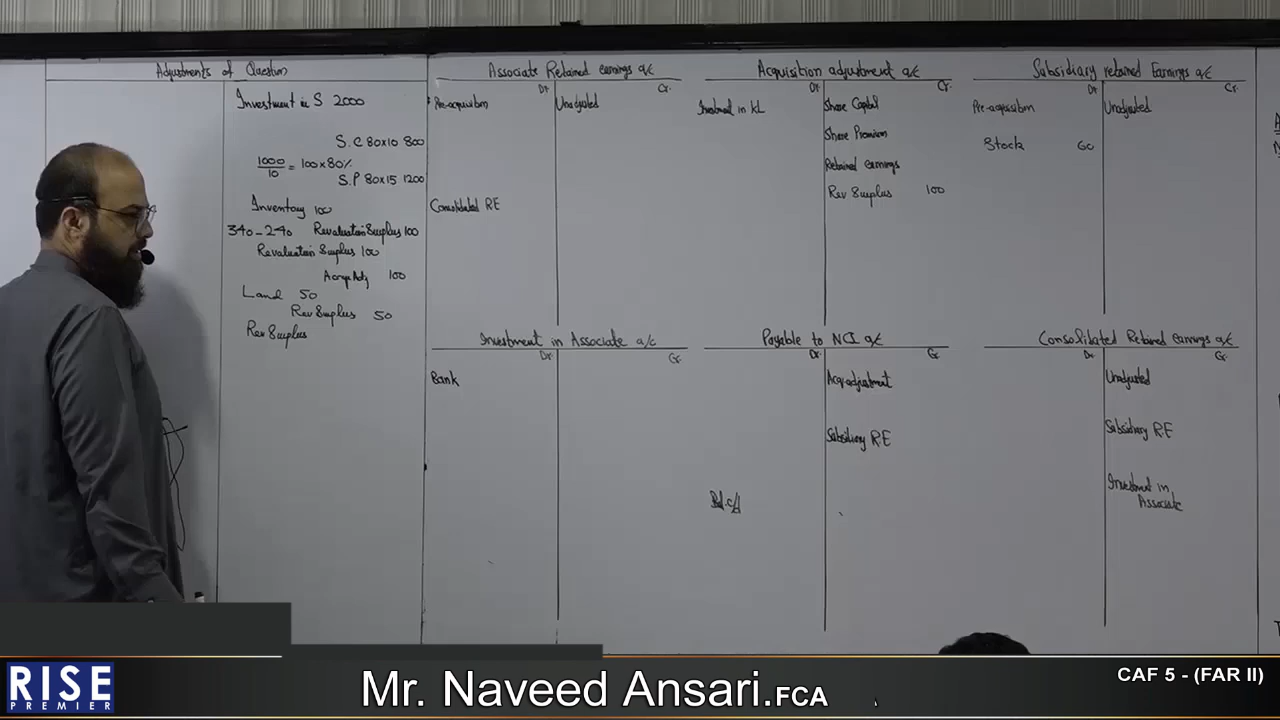 Adjustments of Question
Investment in S 2000
S.C 80x10 800
1000/10 = 100x80%
S.P 80x15 1200
Inventory 100
340-240 Revaluation Surplus 100
Revaluation Surplus 100
Acqu Adj 100
Land 50
Rev Surplus 50
Rev Surplus
Associate Retained earnings a/c
Dr. Cr.
Pre-acquisition Unadjusted
Consolidated RE
Acquisition adjustment a/c
Dr. Cr.
Investment in KL Share Capital
Share Premium
Retained earnings
Rev Surplus 100
Subsidiary retained Earnings a/c
Dr. Cr.
Pre-acquisition Unadjusted
Stock 60
Investment in Associate a/c
Dr. Cr.
Bank
Payable to NCI a/c
Dr. Cr.
Acqu adjustment
Subsidiary RE
Bal. c/d
Consolidated Retained earnings a/c
Dr. Cr.
Unadjusted
Subsidiary RE
Investment in
Associate
RISE
PREMIER
Mr. Naveed Ansari.FCA
CAF 5 - (FAR II)